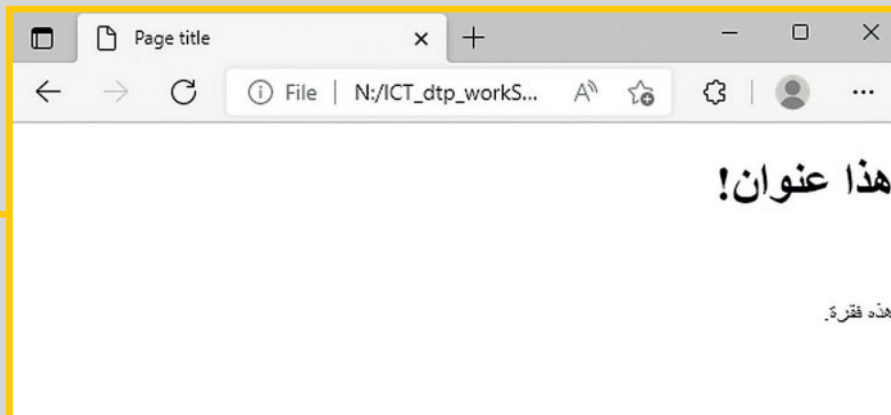 Page title
File | N:/ICT_dtp_workS...
هذا عنوان!
هذه فقرة.